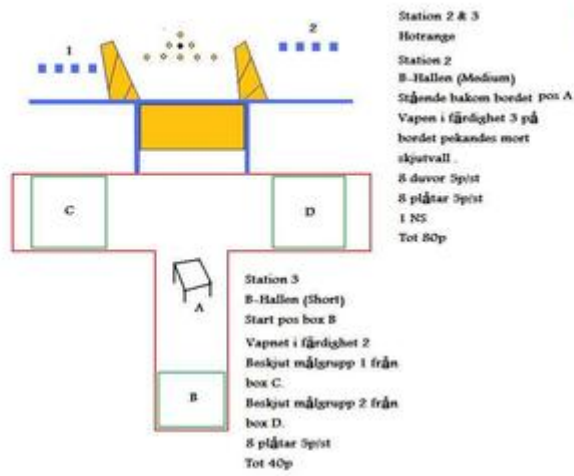 1
2
Station 2 & 3
Hotrange
Station 2
B-Hallen (Medium)
Stående bakom bordet pos A
Vapen i färdighet 3 på
bordet pekandes mort
skjutvall .
8 duvor 5p/st
8 plåtar 5p/st
1 NS
Tot 80p
C
D
A
B
Station 3
B-Hallen (Short)
Start pos box B
Vapnet i färdighet 2
Beskjut målgrupp 1 från
box C.
Beskjut målgrupp 2 från
box D.
8 plåtar 5p/st
Tot 40p